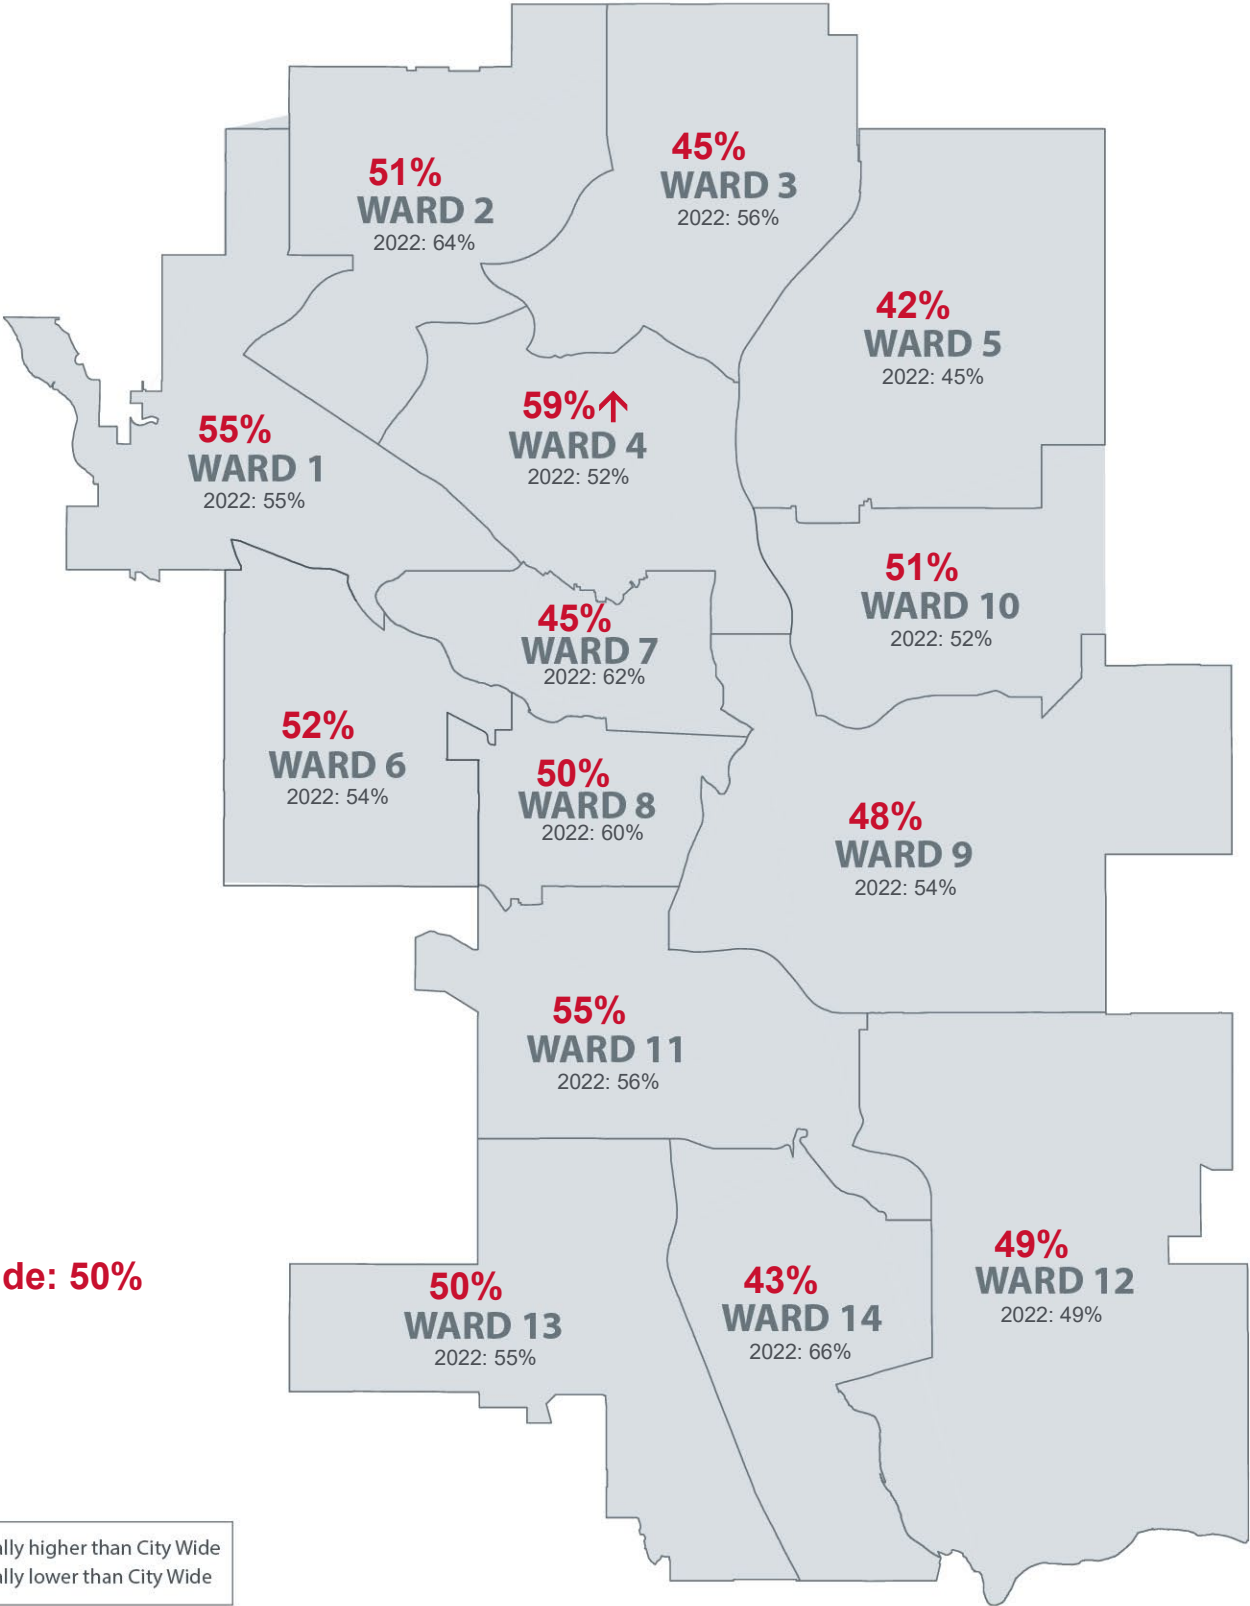 45%
WARD 3
2022: 56%
51%
WARD 2
2022: 64%
42%
WARD 5
2022: 45%
59%↑
WARD 4
2022: 52%
55%
WARD 1
2022: 55%
51%
WARD 10
2022: 52%
45%
WARD 7
2022: 62%
52%
WARD 6
2022: 54%
50%
WARD 8
2022: 60%
48%
WARD 9
2022: 54%
55%
WARD 11
2022: 56%
49%
WARD 12
2022: 49%
de: 50%
50%
WARD 13
2022: 55%
43%
WARD 14
2022: 66%
ally higher than City Wide
ally lower than City Wide